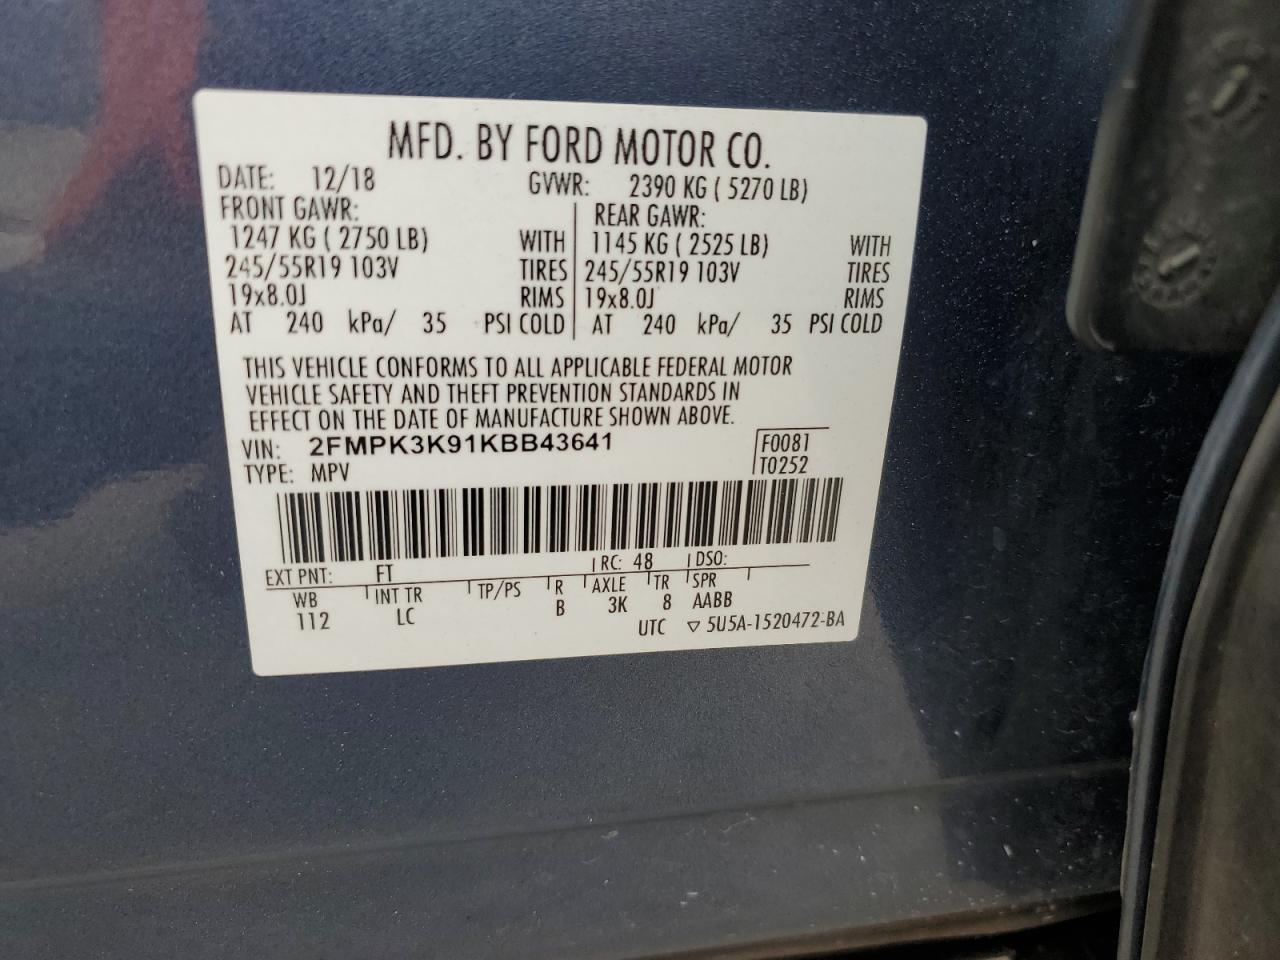 MFD. BY FORD MOTOR CO.
DATE: 12/18 GVWR: 2390 KG ( 5270 LB)
FRONT GAWR: REAR GAWR:
1247 KG ( 2750 LB) WITH 1145 KG ( 2525 LB) WITH
245/55R19 103V TIRES 245/55R19 103V TIRES
19x8.0J RIMS 19x8.0J RIMS
AT 240 kPa/ 35 PSI COLD AT 240 kPa/ 35 PSI COLD
THIS VEHICLE CONFORMS TO ALL APPLICABLE FEDERAL MOTOR
VEHICLE SAFETY AND THEFT PREVENTION STANDARDS IN
EFFECT ON THE DATE OF MANUFACTURE SHOWN ABOVE.
VIN: 2FMPK3K91KBB43641 F0081
TYPE: MPV T0252
EXT PNT: FT RC: 48 DSO:
WB INT TR TP/PS R AXLE TR SPR
112 LC B 3K 8 AABB
UTC ▽ 5U5A-1520472-BA